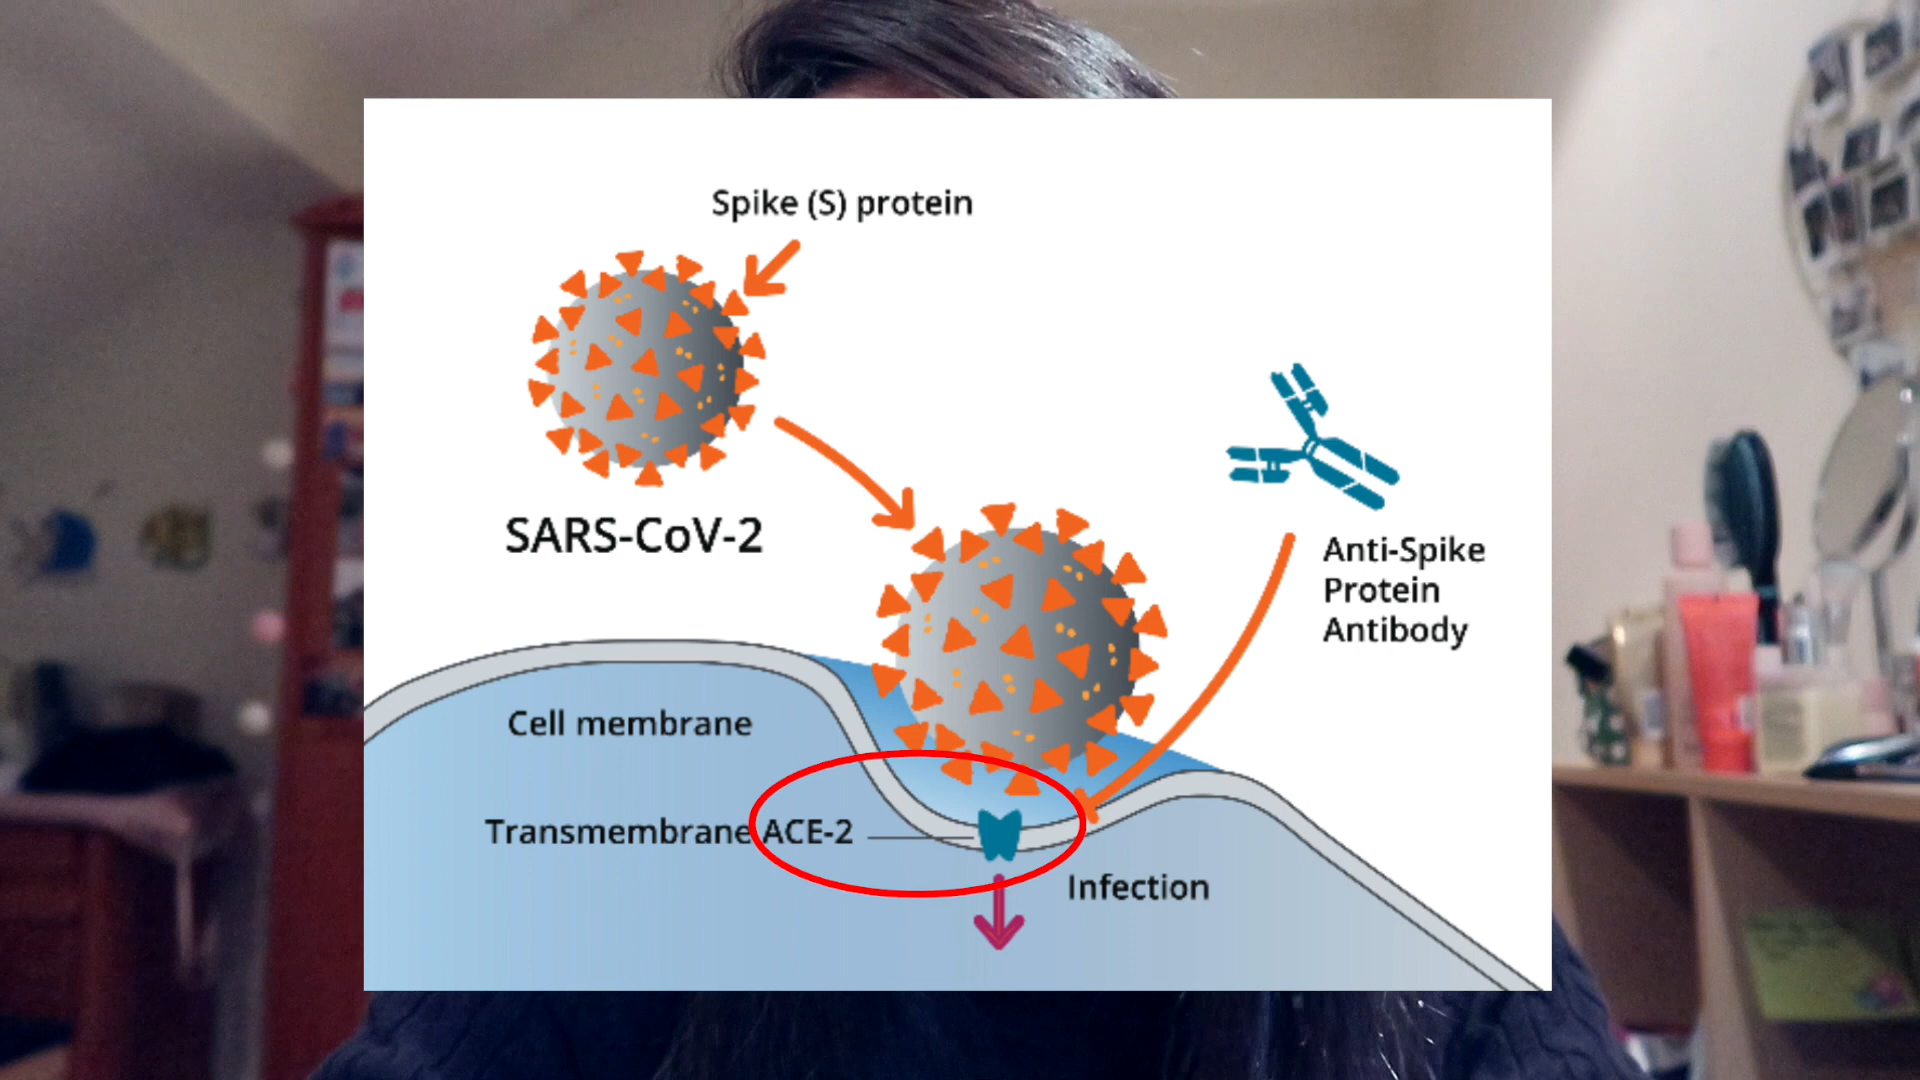 Spike (S) protein
SARS-CoV-2
Anti-Spike
Protein
Antibody
Cell membrane
Transmembrane ACE-2
Infection